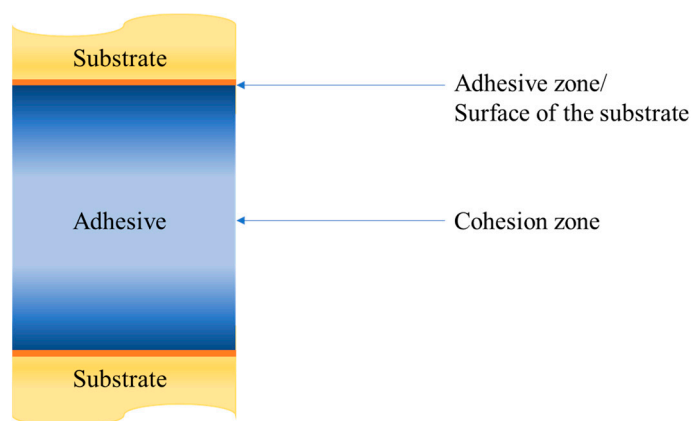 Substrate
Adhesive zone/
Surface of the substrate
Adhesive
Cohesion zone
Substrate